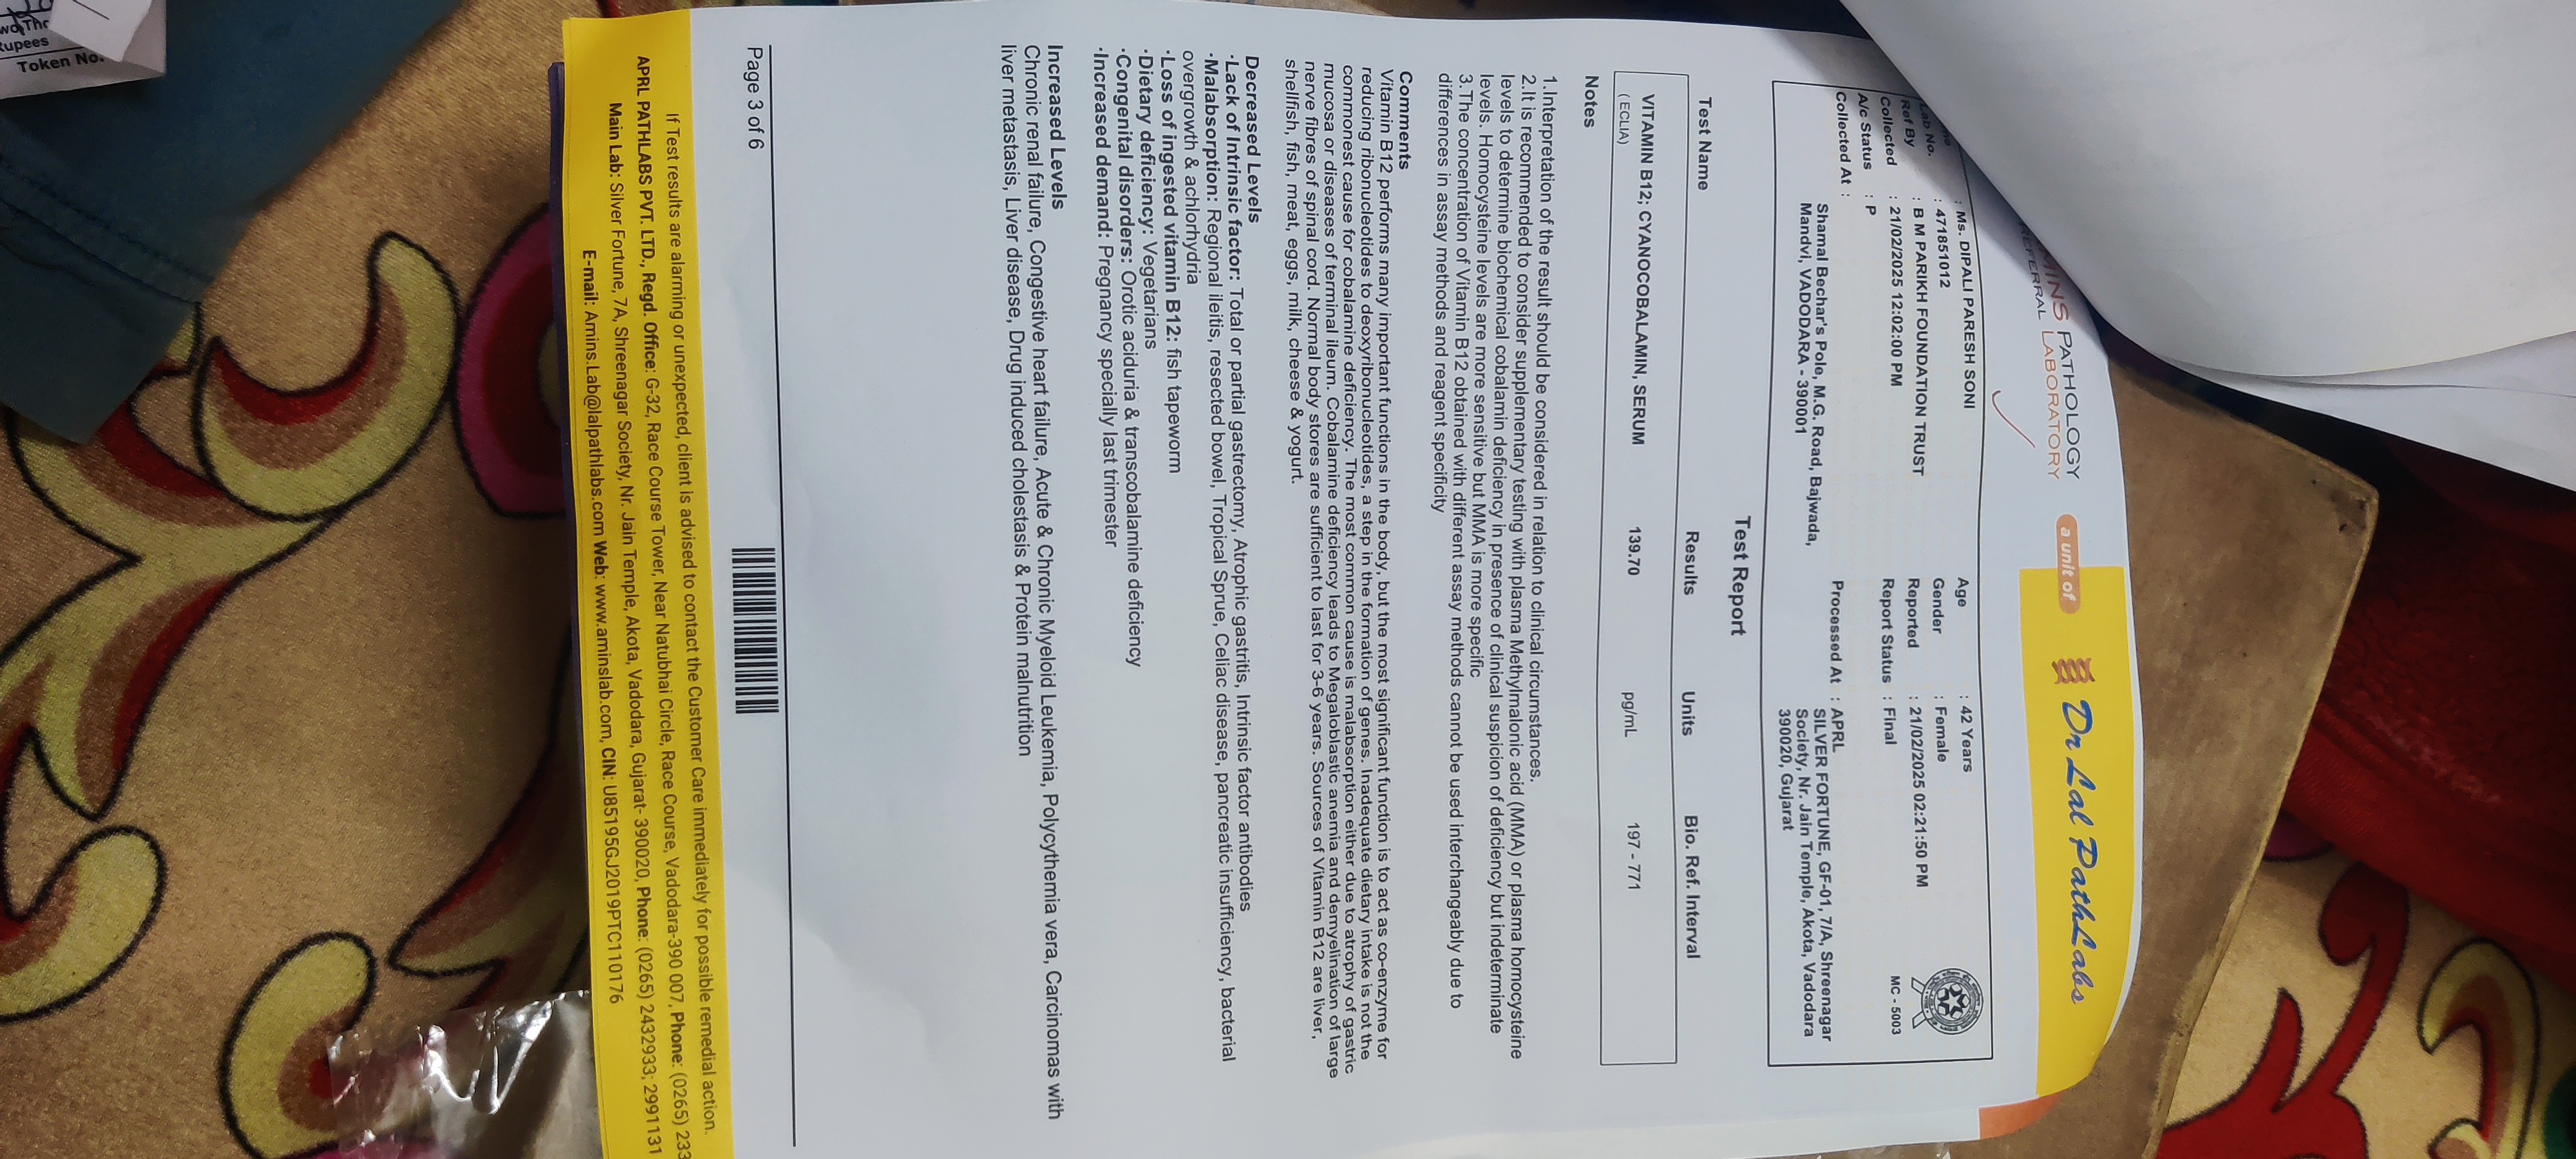 wo Thr
Rupees
Token No.
MINS PATHOLOGY
REFERRAL LABORATORY
a unit of
Dr Lal PathLabs
: Ms. DIPALI PARESH SONI
Lab No. : 471851012
Ref By : B M PARIKH FOUNDATION TRUST
Collected : 21/02/2025 12:02:00 PM
A/c Status : P
Collected At :
Shamal Bechar's Pole, M.G. Road, Bajwada,
Mandvi, VADODARA - 390001
Age : 42 Years
Gender : Female
Reported : 21/02/2025 02:21:50 PM
Report Status : Final
Processed At : APRL
SILVER FORTUNE, GF-01, 7/A, Shreenagar
Society, Nr. Jain Temple, Akota, Vadodara
390020, Gujarat
MC - 5003
Test Report
Test Name Results Units Bio. Ref. Interval
VITAMIN B12; CYANOCOBALAMIN, SERUM 139.70 pg/mL 197 - 771
( ECLIA)
Notes
1.Interpretation of the result should be considered in relation to clinical circumstances.
2.It is recommended to consider supplementary testing with plasma Methylmalonic acid (MMA) or plasma homocysteine
levels to determine biochemical cobalamin deficiency in presence of clinical suspicion of deficiency but indeterminate
levels. Homocysteine levels are more sensitive but MMA is more specific
3.The concentration of Vitamin B12 obtained with different assay methods cannot be used interchangeably due to
differences in assay methods and reagent specificity
Comments
Vitamin B12 performs many important functions in the body, but the most significant function is to act as co-enzyme for
reducing ribonucleotides to deoxyribonucleotides, a step in the formation of genes. Inadequate dietary intake is not the
commonest cause for cobalamine deficiency. The most common cause is malabsorption either due to atrophy of gastric
mucosa or diseases of terminal ileum. Cobalamine deficiency leads to Megaloblastic anemia and demyelination of large
nerve fibres of spinal cord. Normal body stores are sufficient to last for 3-6 years. Sources of Vitamin B12 are liver,
shellfish, fish, meat, eggs, milk, cheese & yogurt.
Decreased Levels
·Lack of Intrinsic factor: Total or partial gastrectomy, Atrophic gastritis, Intrinsic factor antibodies
·Malabsorption: Regional ileitis, resected bowel, Tropical Sprue, Celiac disease, pancreatic insufficiency, bacterial
overgrowth & achlorhydria
·Loss of ingested vitamin B12: fish tapeworm
·Dietary deficiency: Vegetarians
·Congenital disorders: Orotic aciduria & transcobalamine deficiency
·Increased demand: Pregnancy specially last trimester
Increased Levels
Chronic renal failure, Congestive heart failure, Acute & Chronic Myeloid Leukemia, Polycythemia vera, Carcinomas with
liver metastasis, Liver disease, Drug induced cholestasis & Protein malnutrition
Page 3 of 6
If Test results are alarming or unexpected, client is advised to contact the Customer Care immediately for possible remedial action.
APRL PATHLABS PVT. LTD., Regd. Office: G-32, Race Course Tower, Near Natubhai Circle, Race Course, Vadodara-390 007, Phone: (0265) 233
Main Lab: Silver Fortune, 7A, Shreenagar Society, Nr. Jain Temple, Akota, Vadodara, Gujarat- 390020, Phone: (0265) 2432933; 2991131
E-mail: Amins.Lab@lalpathlabs.com Web: www.aminslab.com, CIN: U85195GJ2019PTC110176